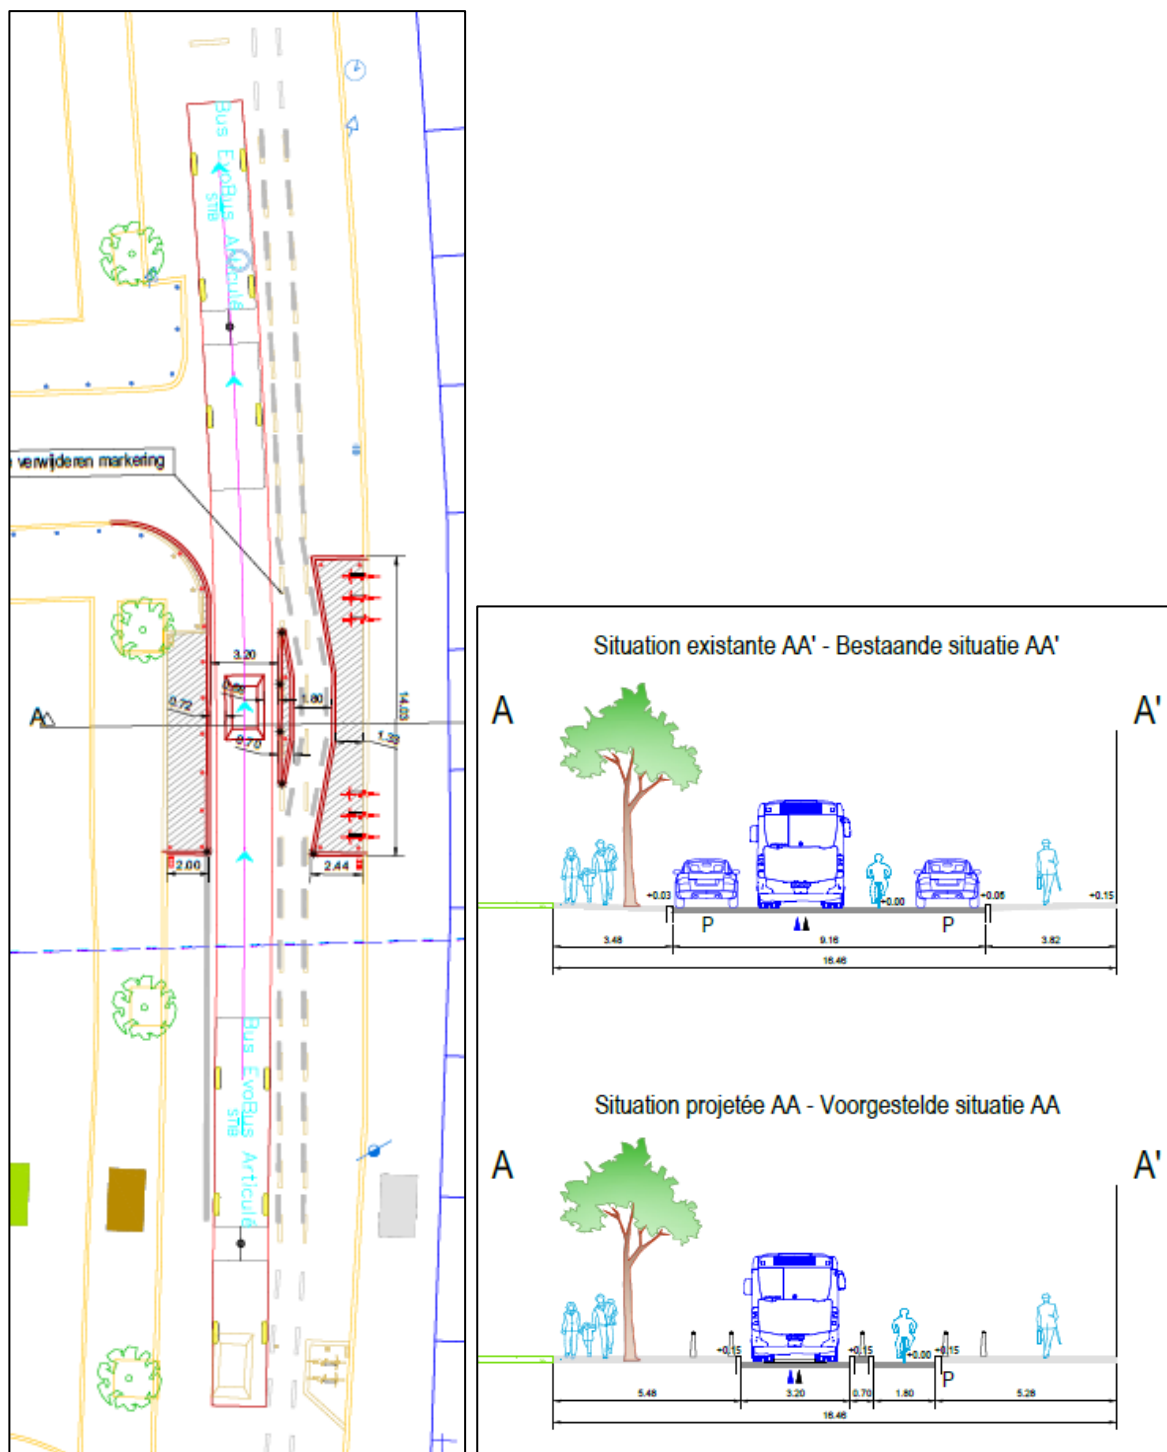 Bus EvoBus Articulé
STIB
verwijderen markering
3.20
0.72
1.80
14.03
0.70
1.33
A
2.00
2.44
Bus EvoBus Articulé
STIB
Situation existante AA' - Bestaande situatie AA'
A
A'
+0.03
+0.00
+0.06
+0.15
P
P
3.48
9.16
3.82
16.46
Situation projetée AA - Voorgestelde situatie AA
A
A'
+0.15
+0.15
+0.00
+0.15
P
5.48
3.20
0.70
1.80
5.28
16.46